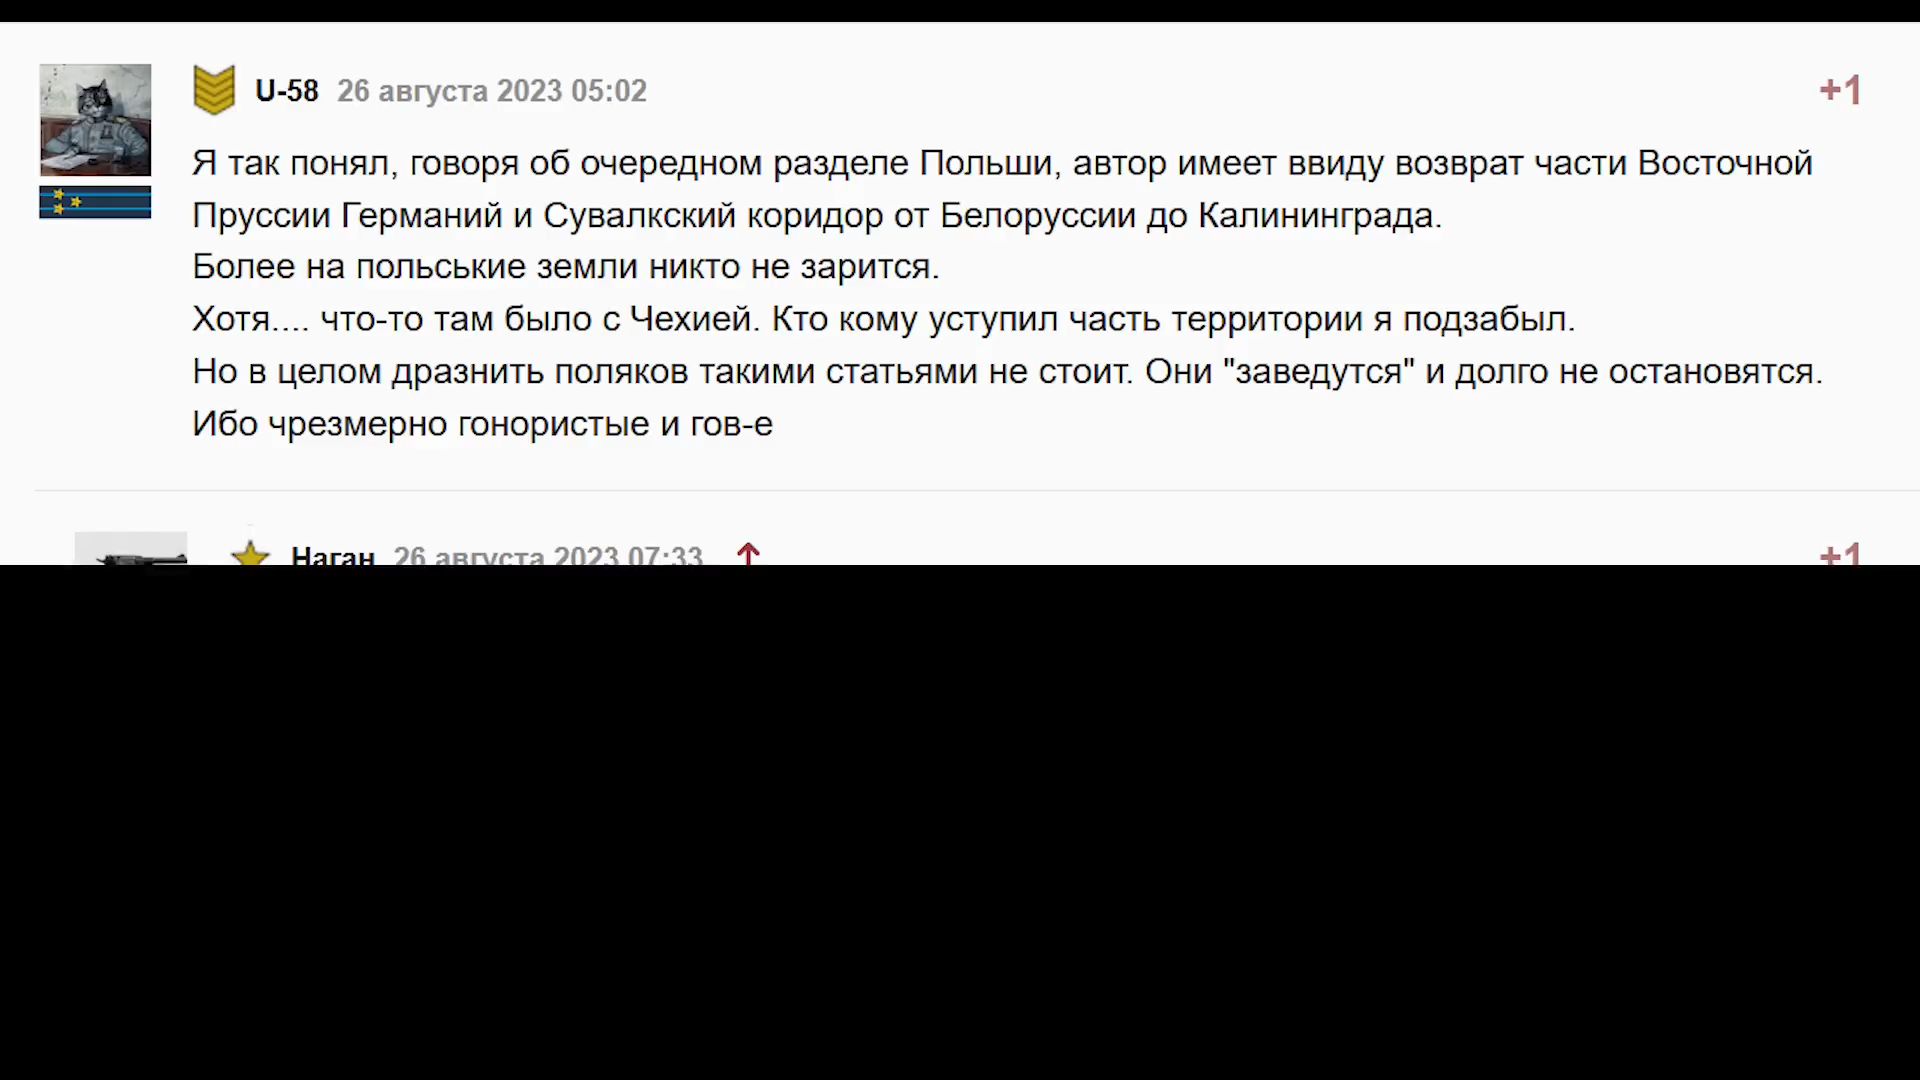 U-58 26 августа 2023 05:02 +1
Я так понял, говоря об очередном разделе Польши, автор имеет ввиду возврат части Восточной
Пруссии Германий и Сувалкский коридор от Белоруссии до Калининграда.
Более на польськие земли никто не зарится.
Хотя.... что-то там было с Чехией. Кто кому уступил часть территории я подзабыл.
Но в целом дразнить поляков такими статьями не стоит. Они "заведутся" и долго не остановятся.
Ибо чрезмерно гонористые и гов-е
Наган 26 августа 2023 07:33 +1